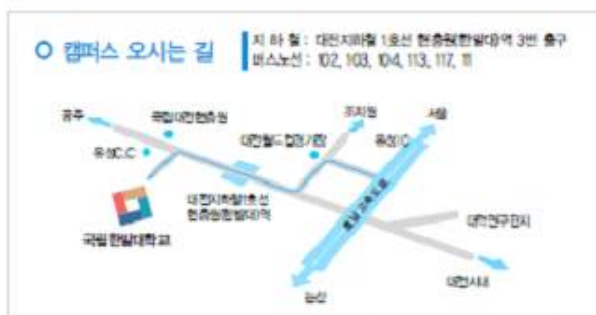 캠퍼스 오시는 길
지 하 철 : 대전지하철 1호선 현충원(한밭대)역 3번 출구
버스노선 : 102, 103, 104, 113, 117, 11
공주
국립대전현충원
유성C.C
대전월드컵경기장
조치원
유성IC
서울
대전지하철1호선
현충원(한밭대)역
국립한밭대학교
호남고속도로
대덕연구단지
대전시내
논산